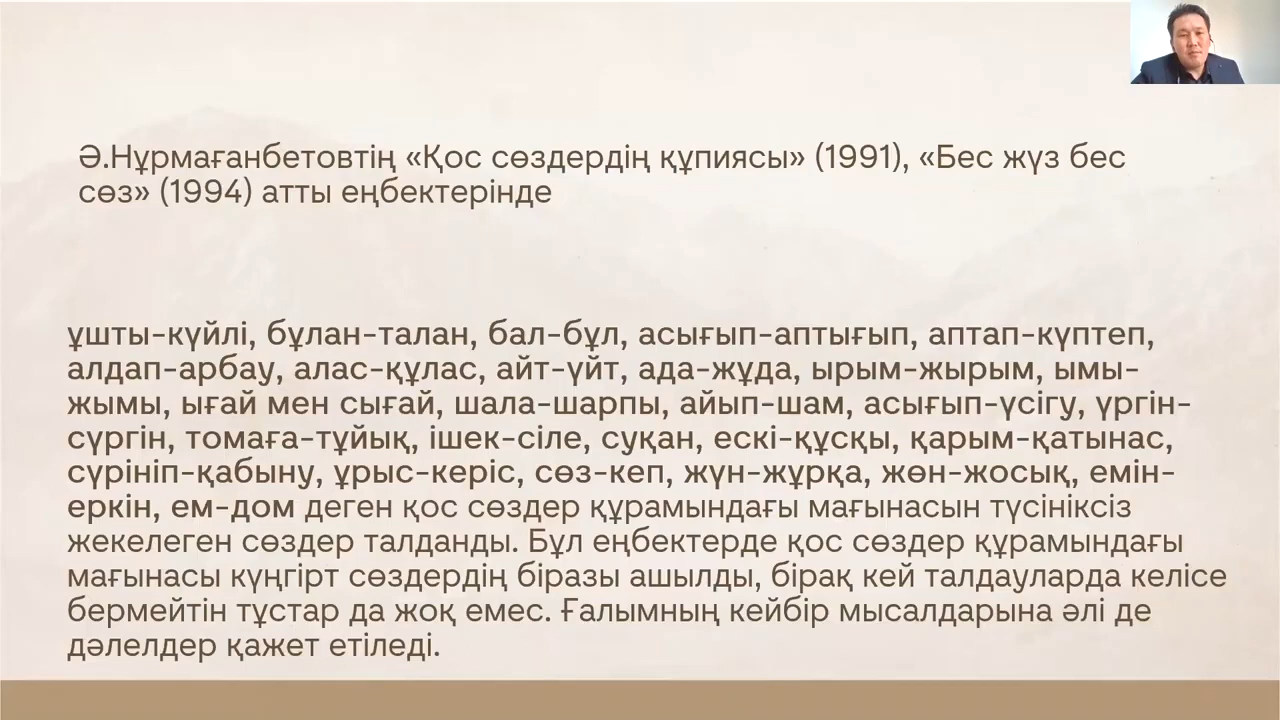 Ә.Нұрмағанбетовтің «Қос сөздердің құпиясы» (1991), «Бес жүз бес
сөз» (1994) атты еңбектерінде
ұшты-күйлі, бұлан-талан, бал-бұл, асығып-аптығып, аптап-күптеп,
алдап-арбау, алас-құлас, айт-үйт, ада-жұда, ырым-жырым, ымы-
жымы, ығай мен сығай, шала-шарпы, айып-шам, асығып-үсігу, үргін-
сүргін, томаға-тұйық, ішек-сіле, суқан, ескі-құсқы, қарым-қатынас,
сүрініп-қабыну, ұрыс-керіс, сөз-кеп, жүн-жұрқа, жөн-жосық, емін-
еркін, ем-дом деген қос сөздер құрамындағы мағынасын түсініксіз
жекелеген сөздер талданды. Бұл еңбектерде қос сөздер құрамындағы
мағынасы күңгірт сөздердің біразы ашылды, бірақ кей талдауларда келісе
бермейтін тұстар да жоқ емес. Ғалымның кейбір мысалдарына әлі де
дәлелдер қажет етіледі.